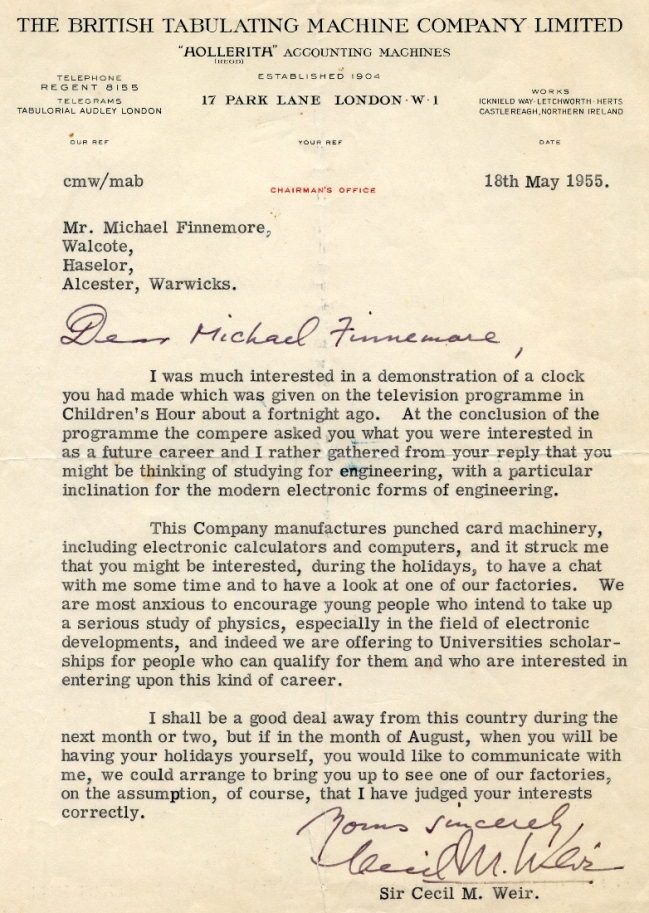 THE BRITISH TABULATING MACHINE COMPANY LIMITED
"HOLLERITH" ACCOUNTING MACHINES
(REGD)
ESTABLISHED 1904
17 PARK LANE LONDON·W·1
TELEPHONE
REGENT 8155
TELEGRAMS
TABULORIAL AUDLEY LONDON
WORKS
ICKNIELD WAY·LETCHWORTH·HERTS
CASTLEREAGH, NORTHERN IRELAND
OUR REF YOUR REF DATE
cmw/mab CHAIRMAN'S OFFICE 18th May 1955.
Mr. Michael Finnemore,
Walcote,
Haselor,
Alcester, Warwicks.
Dear Michael Finnemore,
I was much interested in a demonstration of a clock
you had made which was given on the television programme in
Children's Hour about a fortnight ago. At the conclusion of the
programme the compere asked you what you were interested in
as a future career and I rather gathered from your reply that you
might be thinking of studying for engineering, with a particular
inclination for the modern electronic forms of engineering.
This Company manufactures punched card machinery,
including electronic calculators and computers, and it struck me
that you might be interested, during the holidays, to have a chat
with me some time and to have a look at one of our factories. We
are most anxious to encourage young people who intend to take up
a serious study of physics, especially in the field of electronic
developments, and indeed we are offering to Universities scholar-
ships for people who can qualify for them and who are interested in
entering upon this kind of career.
I shall be a good deal away from this country during the
next month or two, but if in the month of August, when you will be
having your holidays yourself, you would like to communicate with
me, we could arrange to bring you up to see one of our factories,
on the assumption, of course, that I have judged your interests
correctly.
Yours sincerely,
Cecil M. Weir
Sir Cecil M. Weir.